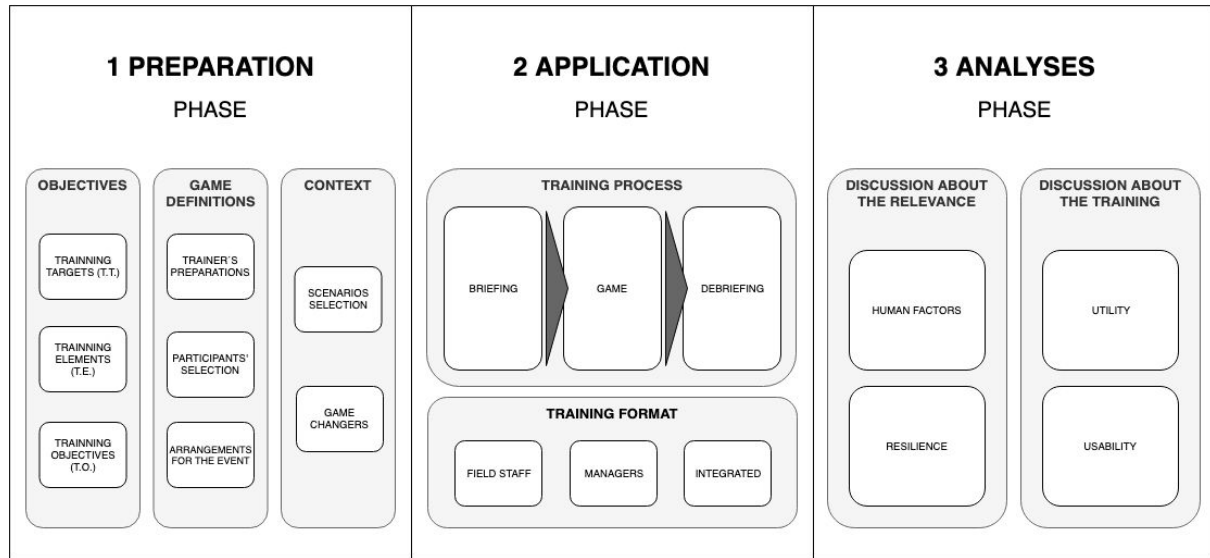 1 PREPARATION
PHASE
OBJECTIVES
TRAINNING
TARGETS (T.T.)
TRAINNING
ELEMENTS
(T.E.)
TRAINNING
OBJECTIVES
(T.O.)
GAME
DEFINITIONS
TRAINER´S
PREPARATIONS
PARTICIPANTS'
SELECTION
ARRANGEMENTS
FOR THE EVENT
CONTEXT
SCENARIOS
SELECTION
GAME
CHANGERS
2 APPLICATION
PHASE
TRAINING PROCESS
BRIEFING
GAME
DEBRIEFING
TRAINING FORMAT
FIELD STAFF
MANAGERS
INTEGRATED
3 ANALYSES
PHASE
DISCUSSION ABOUT
THE RELEVANCE
HUMAN FACTORS
RESILIENCE
DISCUSSION ABOUT
THE TRAINING
UTILITY
USABILITY